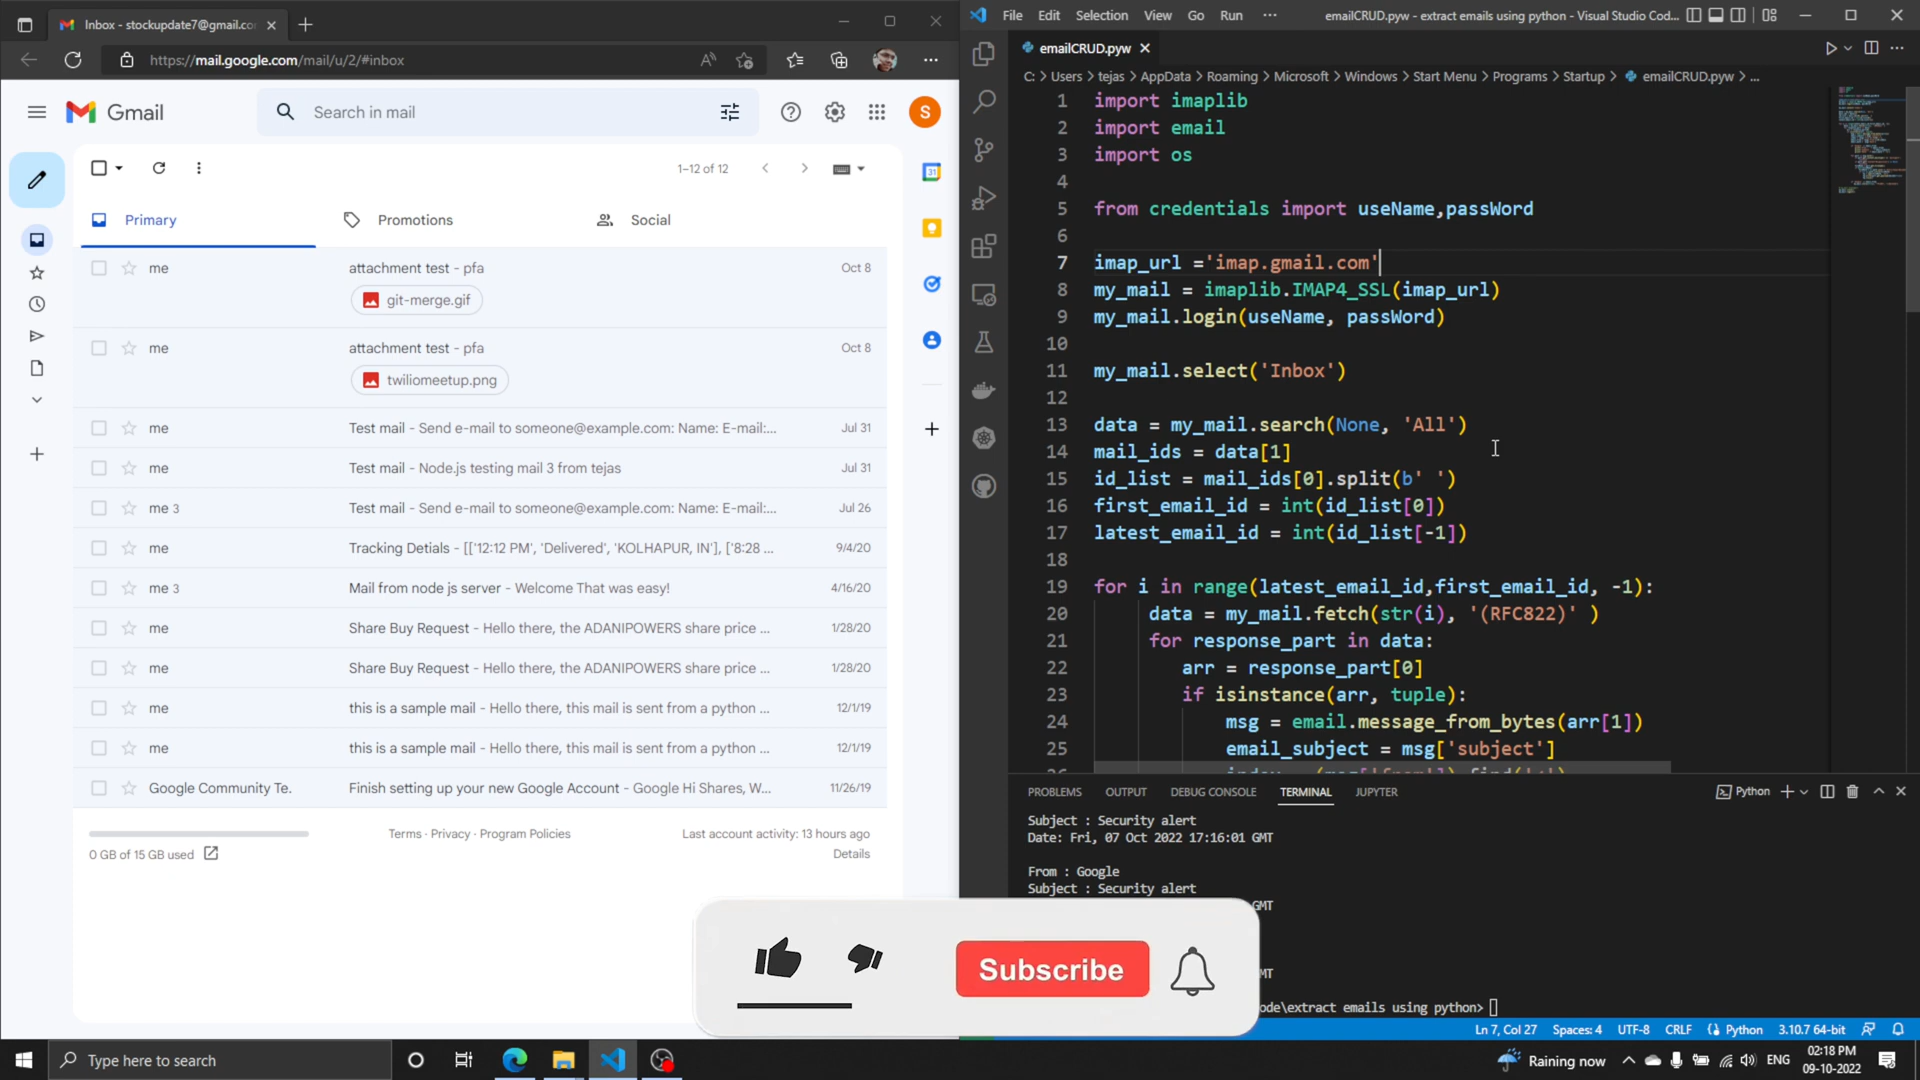 Inbox - stockupdate7@gmail.co
https://mail.google.com/mail/u/2/#inbox
Gmail
Search in mail
S
1–12 of 12
31
Primary
Promotions
Social
me
attachment test - pfa
Oct 8
git-merge.gif
me
attachment test - pfa
Oct 8
twiliomeetup.png
me
Test mail - Send e-mail to someone@example.com: Name: E-mail:...
Jul 31
me
Test mail - Node.js testing mail 3 from tejas
Jul 31
me 3
Test mail - Send e-mail to someone@example.com: Name: E-mail:...
Jul 26
me
Tracking Detials - [['12:12 PM', 'Delivered', 'KOLHAPUR, IN'], ['8:28 ...
9/4/20
me 3
Mail from node js server - Welcome That was easy!
4/16/20
me
Share Buy Request - Hello there, the ADANIPOWERS share price ...
1/28/20
me
Share Buy Request - Hello there, the ADANIPOWERS share price ...
1/28/20
me
this is a sample mail - Hello there, this mail is sent from a python ...
12/1/19
me
this is a sample mail - Hello there, this mail is sent from a python ...
12/1/19
Google Community Te.
Finish setting up your new Google Account - Google Hi Shares, W...
11/26/19
0 GB of 15 GB used
Terms · Privacy · Program Policies
Last account activity: 13 hours ago
Details
File Edit Selection View Go Run ···
emailCRUD.pyw - extract emails using python - Visual Studio Cod...
emailCRUD.pyw
C: > Users > tejas > AppData > Roaming > Microsoft > Windows > Start Menu > Programs > Startup > emailCRUD.pyw > ...
1 import imaplib
2 import email
3 import os
4
5 from credentials import useName,passWord
6
7 imap_url ='imap.gmail.com'
8 my_mail = imaplib.IMAP4_SSL(imap_url)
9 my_mail.login(useName, passWord)
10
11 my_mail.select('Inbox')
12
13 data = my_mail.search(None, 'All')
14 mail_ids = data[1]
15 id_list = mail_ids[0].split(b' ')
16 first_email_id = int(id_list[0])
17 latest_email_id = int(id_list[-1])
18
19 for i in range(latest_email_id,first_email_id, -1):
20 data = my_mail.fetch(str(i), '(RFC822)' )
21 for response_part in data:
22 arr = response_part[0]
23 if isinstance(arr, tuple):
24 msg = email.message_from_bytes(arr[1])
25 email_subject = msg['subject']
PROBLEMS OUTPUT DEBUG CONSOLE TERMINAL JUPYTER
Python
Subject : Security alert
Date: Fri, 07 Oct 2022 17:16:01 GMT
From : Google
Subject : Security alert
GMT
MT
ode\extract emails using python>
Subscribe
Ln 7, Col 27 Spaces: 4 UTF-8 CRLF Python 3.10.7 64-bit
Type here to search
Raining now
ENG
02:18 PM
09-10-2022